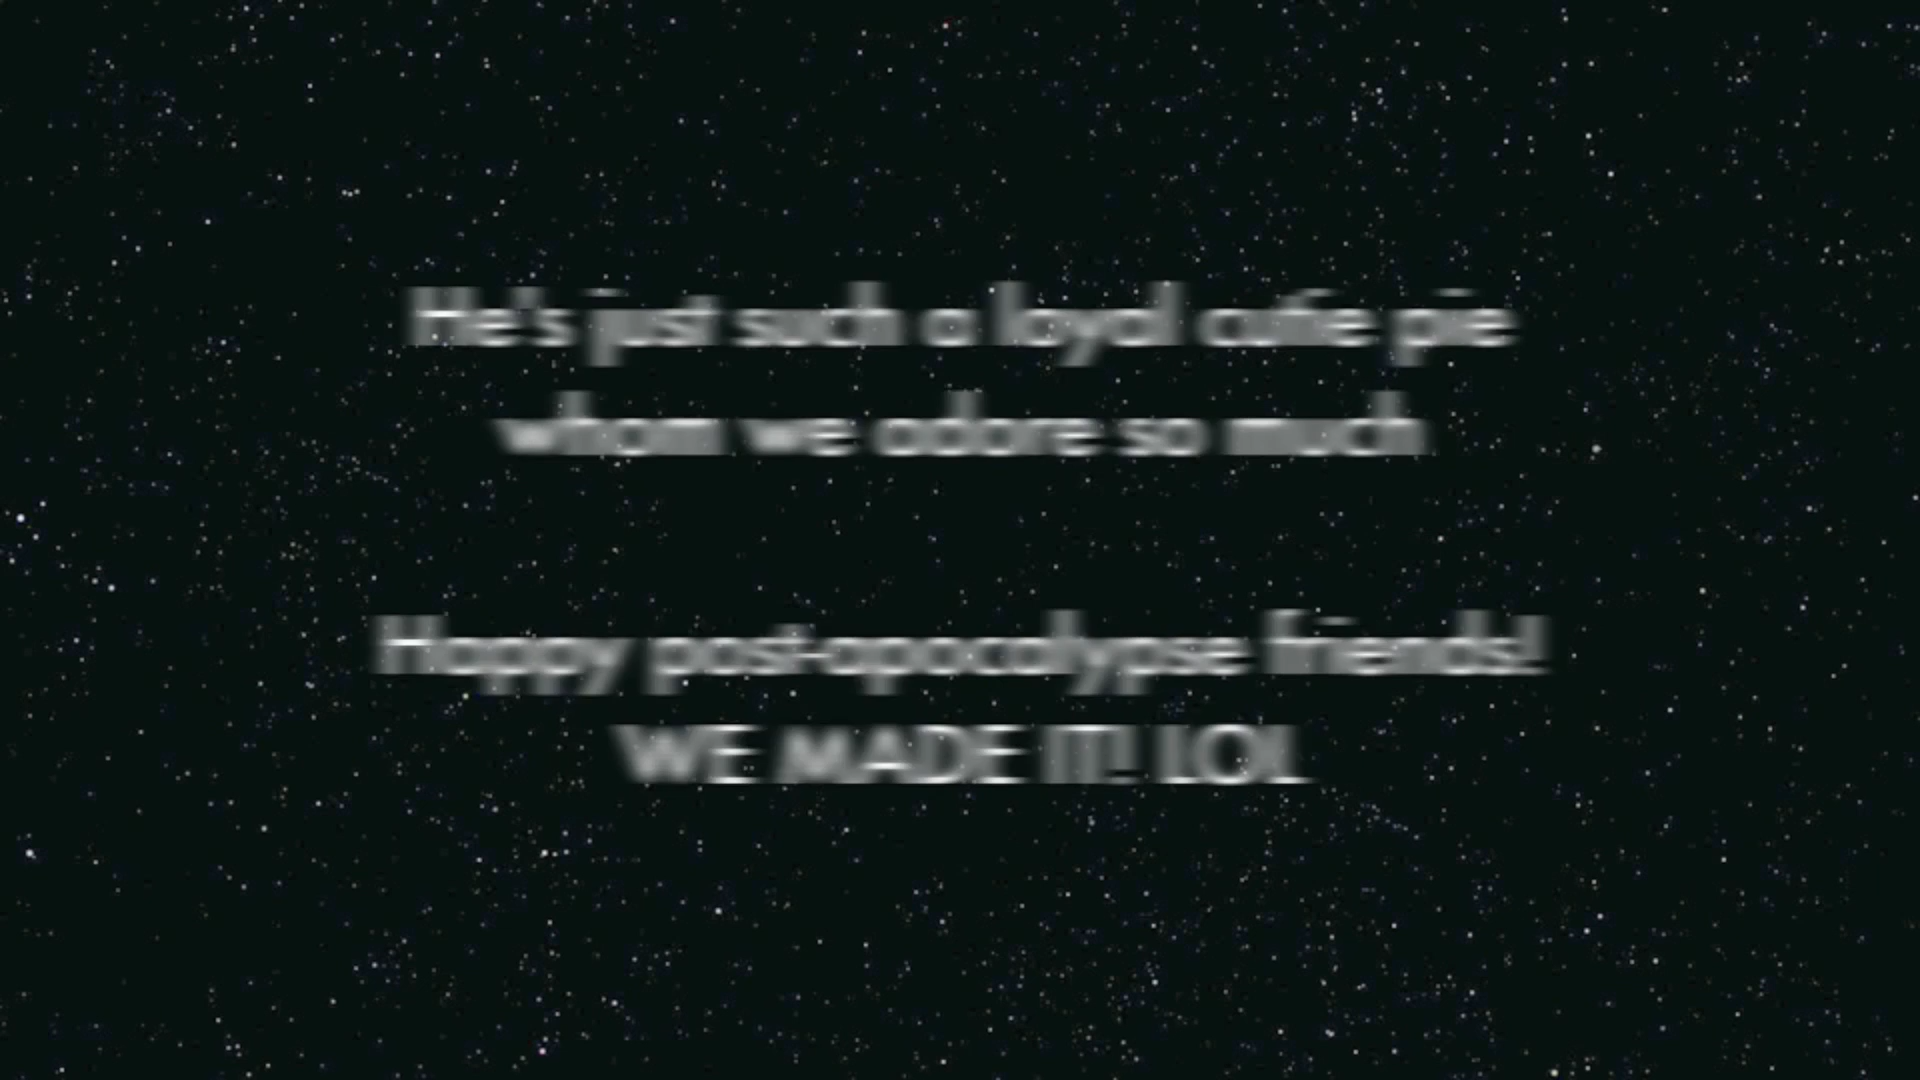 He's just such a loyal cutie pie
whom we adore so much
Happy post-apocalypse friends!
WE MADE IT! LOL